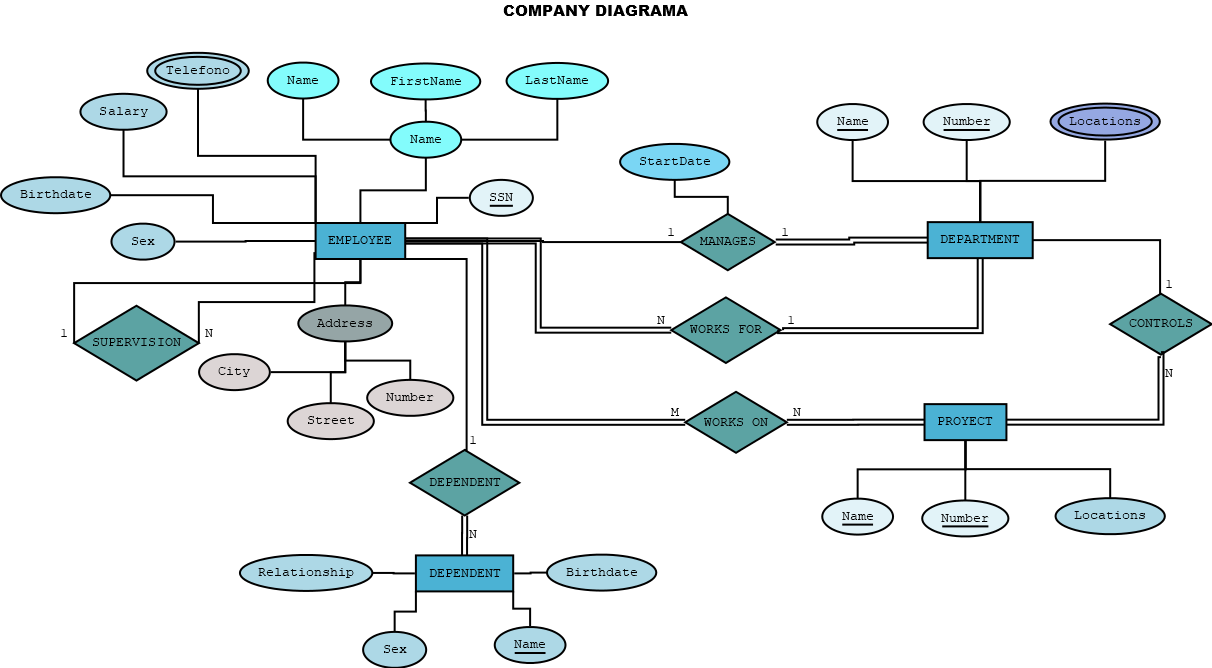 COMPANY DIAGRAMA
Telefono
Name
FirstName
LastName
Salary
Name
Name
Number
Locations
StartDate
Birthdate
SSN
Sex
EMPLOYEE
1
MANAGES
1
DEPARTMENT
1
Address
N
WORKS FOR
1
CONTROLS
1
SUPERVISION
N
City
Number
Street
N
M
WORKS ON
N
PROYECT
1
DEPENDENT
Name
Number
Locations
N
Relationship
DEPENDENT
Birthdate
Sex
Name